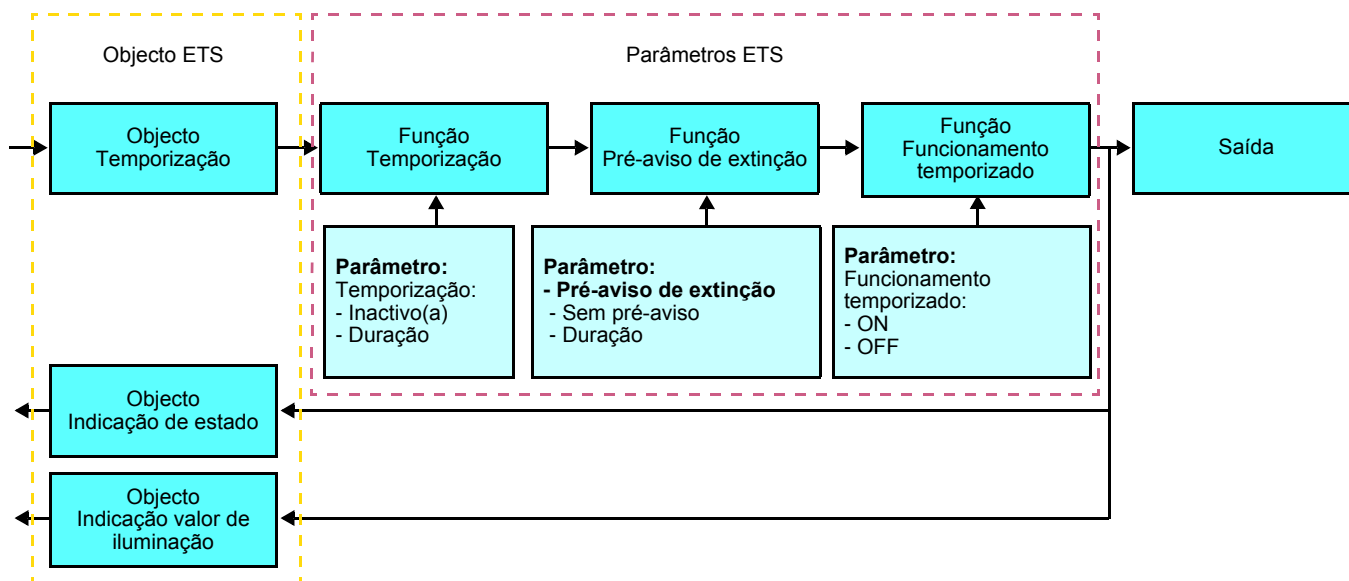 Objecto ETS
Parâmetros ETS
Objecto
Temporização
Função
Temporização
Função
Pré-aviso de extinção
Função
Funcionamento
temporizado
Saída
Parâmetro:
Temporização:
- Inactivo(a)
- Duração
Parâmetro:
- Pré-aviso de extinção
- Sem pré-aviso
- Duração
Parâmetro:
Funcionamento
temporizado:
- ON
- OFF
Objecto
Indicação de estado
Objecto
Indicação valor de
iluminação